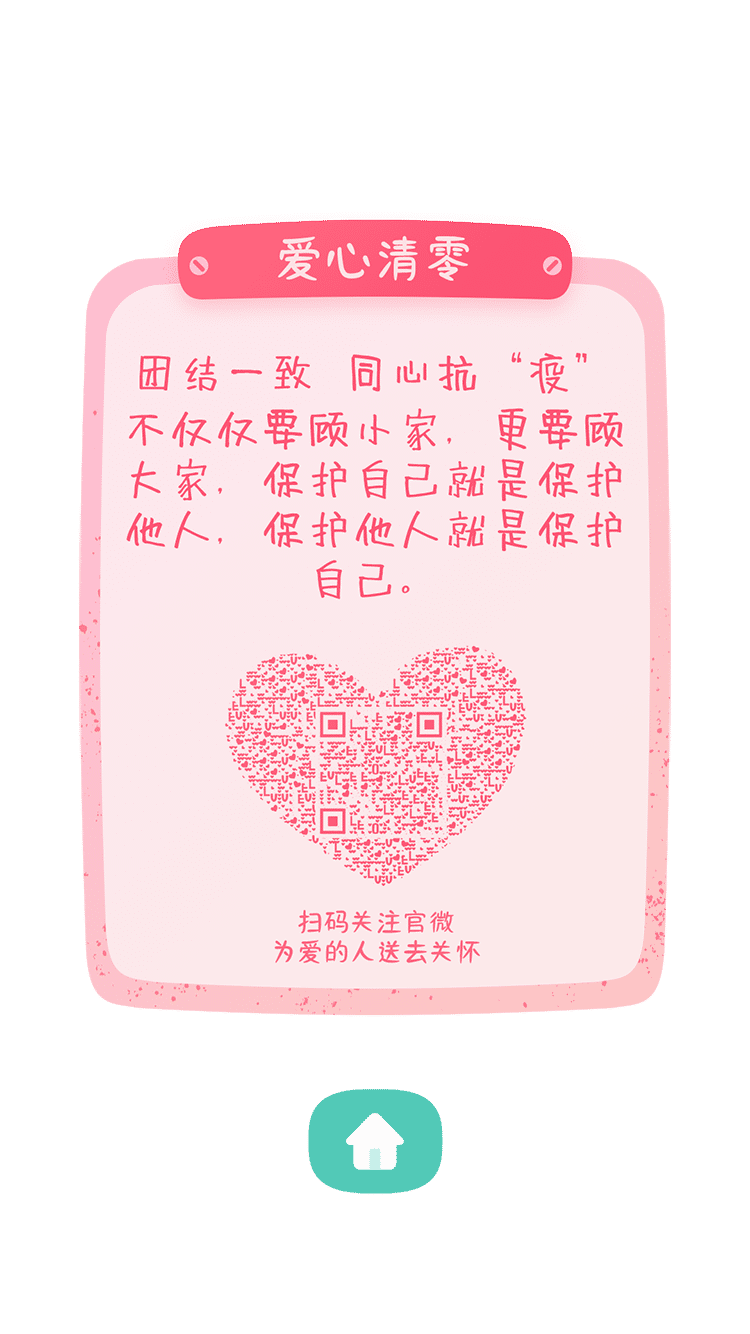 爱心清零
团结一致 同心抗“疫”
不仅仅要顾小家，更要顾
大家，保护自己就是保护
他人，保护他人就是保护
自己。
扫码关注官微
为爱的人送去关怀